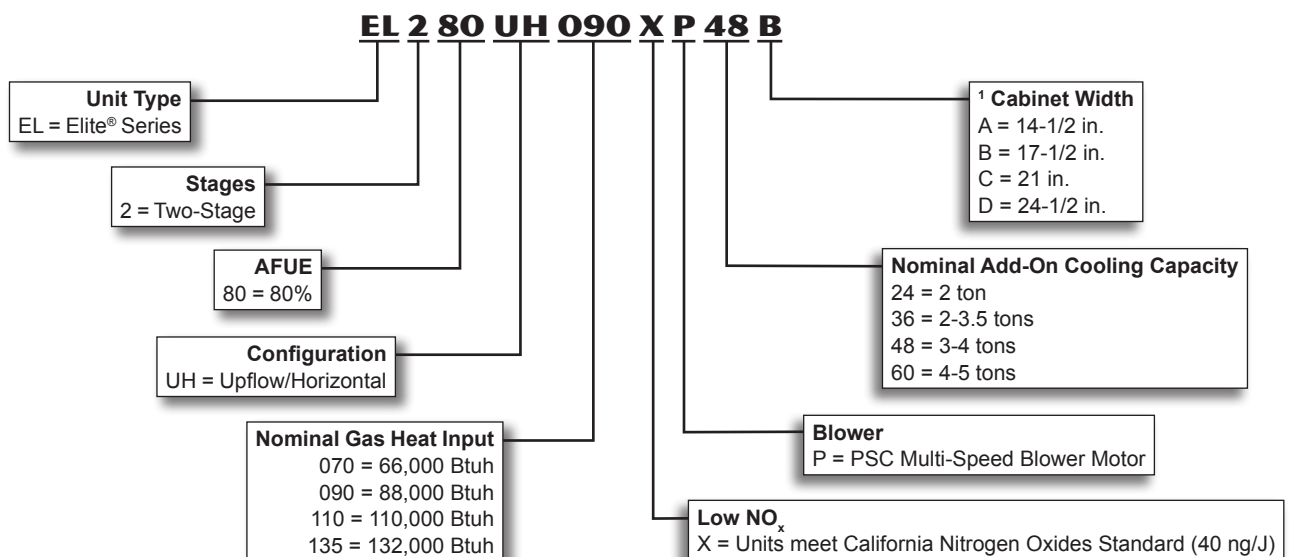 EL 2 80 UH 090 X P 48 B
Unit Type
EL = Elite® Series
¹ Cabinet Width
A = 14-1/2 in.
B = 17-1/2 in.
C = 21 in.
D = 24-1/2 in.
Stages
2 = Two-Stage
AFUE
80 = 80%
Nominal Add-On Cooling Capacity
24 = 2 ton
36 = 2-3.5 tons
48 = 3-4 tons
60 = 4-5 tons
Configuration
UH = Upflow/Horizontal
Blower
P = PSC Multi-Speed Blower Motor
Nominal Gas Heat Input
070 = 66,000 Btuh
090 = 88,000 Btuh
110 = 110,000 Btuh
135 = 132,000 Btuh
Low NOₓ
X = Units meet California Nitrogen Oxides Standard (40 ng/J)